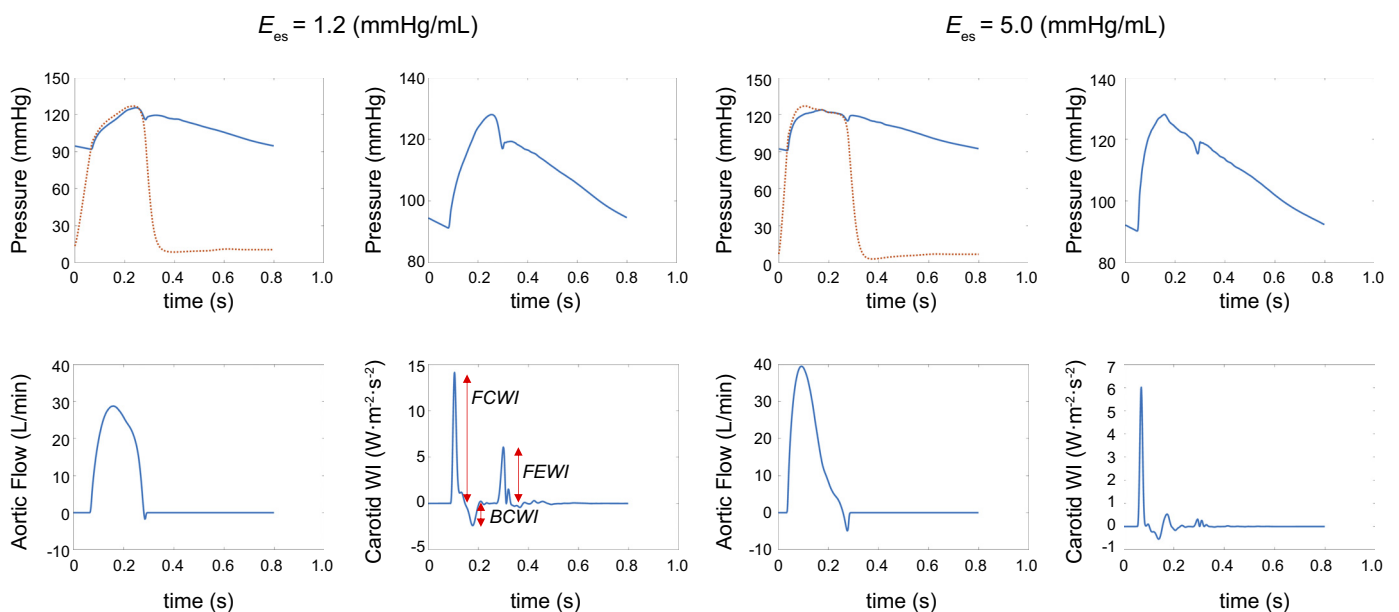 E_es = 1.2 (mmHg/mL)
E_es = 5.0 (mmHg/mL)
Pressure (mmHg)
150
120
90
60
30
0
0 0.2 0.4 0.6 0.8 1.0
time (s)
Pressure (mmHg)
140
120
100
80
0 0.2 0.4 0.6 0.8 1.0
time (s)
Pressure (mmHg)
150
120
90
60
30
0
0 0.2 0.4 0.6 0.8 1.0
time (s)
Pressure (mmHg)
140
120
100
80
0 0.2 0.4 0.6 0.8 1.0
time (s)
Aortic Flow (L/min)
40
30
20
10
0
-10
0 0.2 0.4 0.6 0.8 1.0
time (s)
Carotid WI (W·m⁻²·s⁻²)
15
10
5
0
-5
FCWI
FEWI
BCWI
0 0.2 0.4 0.6 0.8 1.0
time (s)
Aortic Flow (L/min)
40
30
20
10
0
-10
0 0.2 0.4 0.6 0.8 1.0
time (s)
Carotid WI (W·m⁻²·s⁻²)
7
6
5
4
3
2
1
0
-1
0 0.2 0.4 0.6 0.8 1.0
time (s)